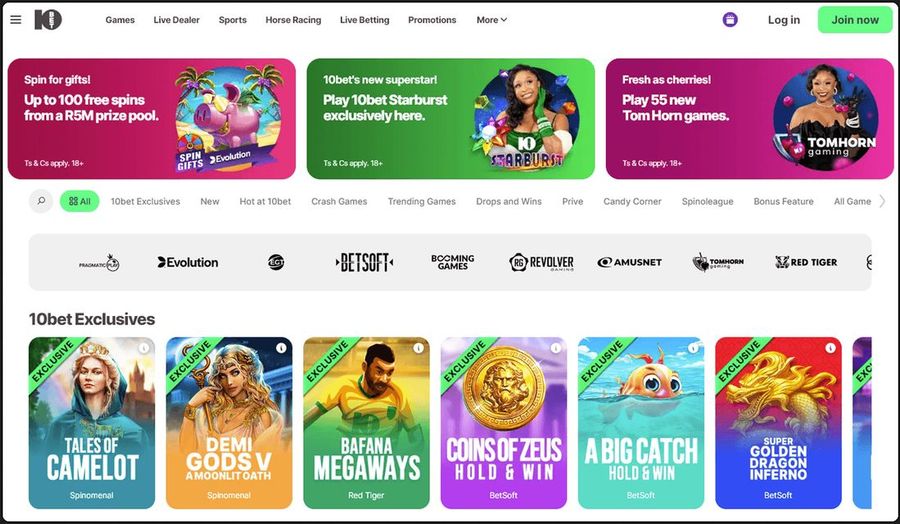 10 BET
Games Live Dealer Sports Horse Racing Live Betting Promotions More
Log in Join now
Spin for gifts!
Up to 100 free spins
from a R5M prize pool.
Ts & Cs apply. 18+
SPIN
GIFTS
Evolution
10bet's new superstar!
Play 10bet Starburst
exclusively here.
Ts & Cs apply. 18+
10
STARBURST
Fresh as cherries!
Play 55 new
Tom Horn games.
Ts & Cs apply. 18+
TOMHORN
gaming
All 10bet Exclusives New Hot at 10bet Crash Games Trending Games Drops and Wins Prive Candy Corner Spinoleague Bonus Feature All Game
PRAGMATIC PLAY Evolution EGT BETSOFT BOOMING GAMES RG REVOLVER GAMING AMUSNET TOMHORN gaming RED TIGER
10bet Exclusives
EXCLUSIVE
TALES OF
CAMELOT
Spinomenal
EXCLUSIVE
DEMI
GODS V
A MOONLIT OATH
Spinomenal
EXCLUSIVE
BAFANA
MEGAWAYS
Red Tiger
EXCLUSIVE
COINS OF ZEUS
HOLD & WIN
BetSoft
EXCLUSIVE
A BIG CATCH
HOLD & WIN
BetSoft
EXCLUSIVE
SUPER
GOLDEN
DRAGON
INFERNO
BetSoft